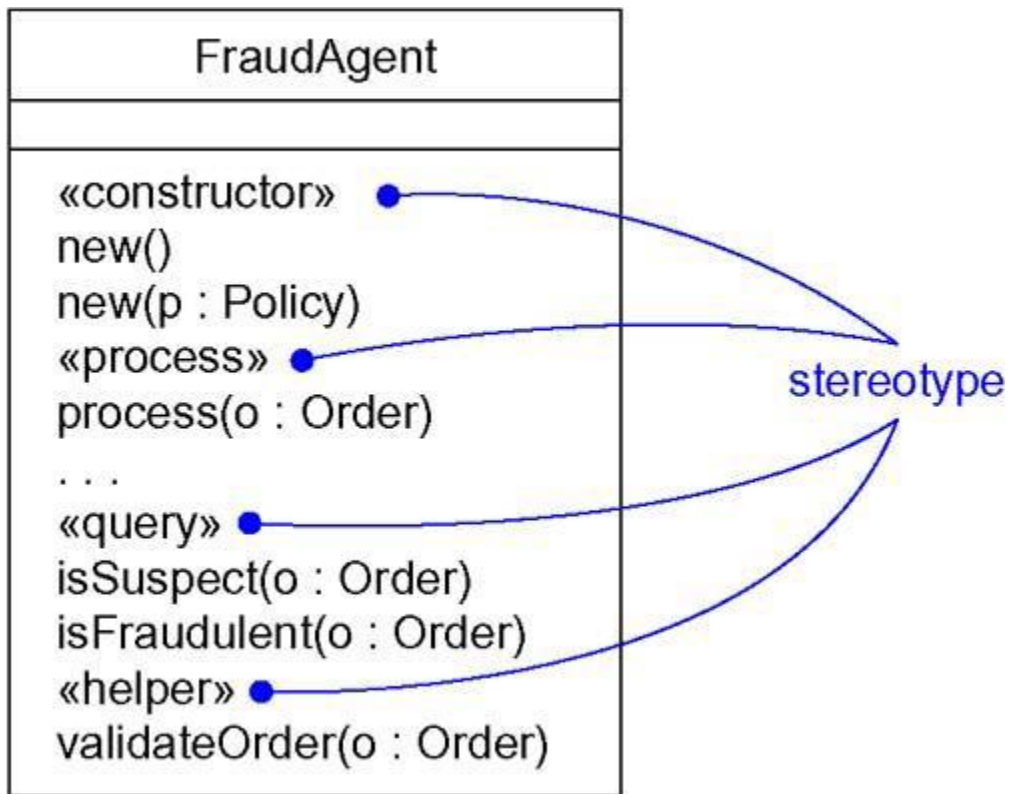 FraudAgent
«constructor»
new()
new(p : Policy)
«process»
process(o : Order)
. . .
«query»
isSuspect(o : Order)
isFraudulent(o : Order)
«helper»
validateOrder(o : Order)
stereotype